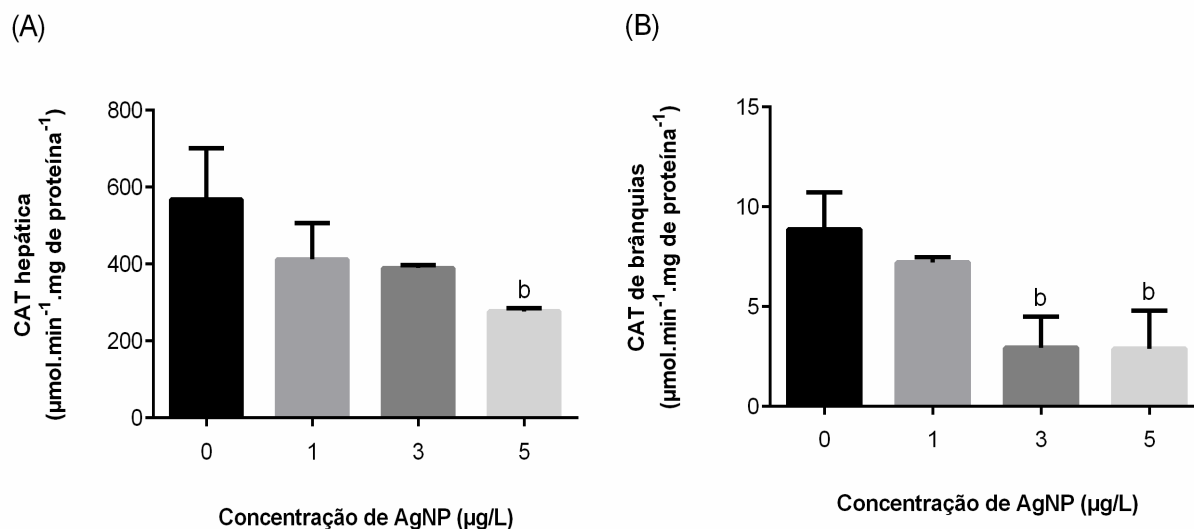 (A)
CAT hepática
(µmol.min⁻¹.mg de proteína⁻¹)
800
600
400
200
0
b
0 1 3 5
Concentração de AgNP (µg/L)
(B)
CAT de brânquias
(µmol.min⁻¹.mg de proteína⁻¹)
15
10
5
0
b b
0 1 3 5
Concentração de AgNP (µg/L)